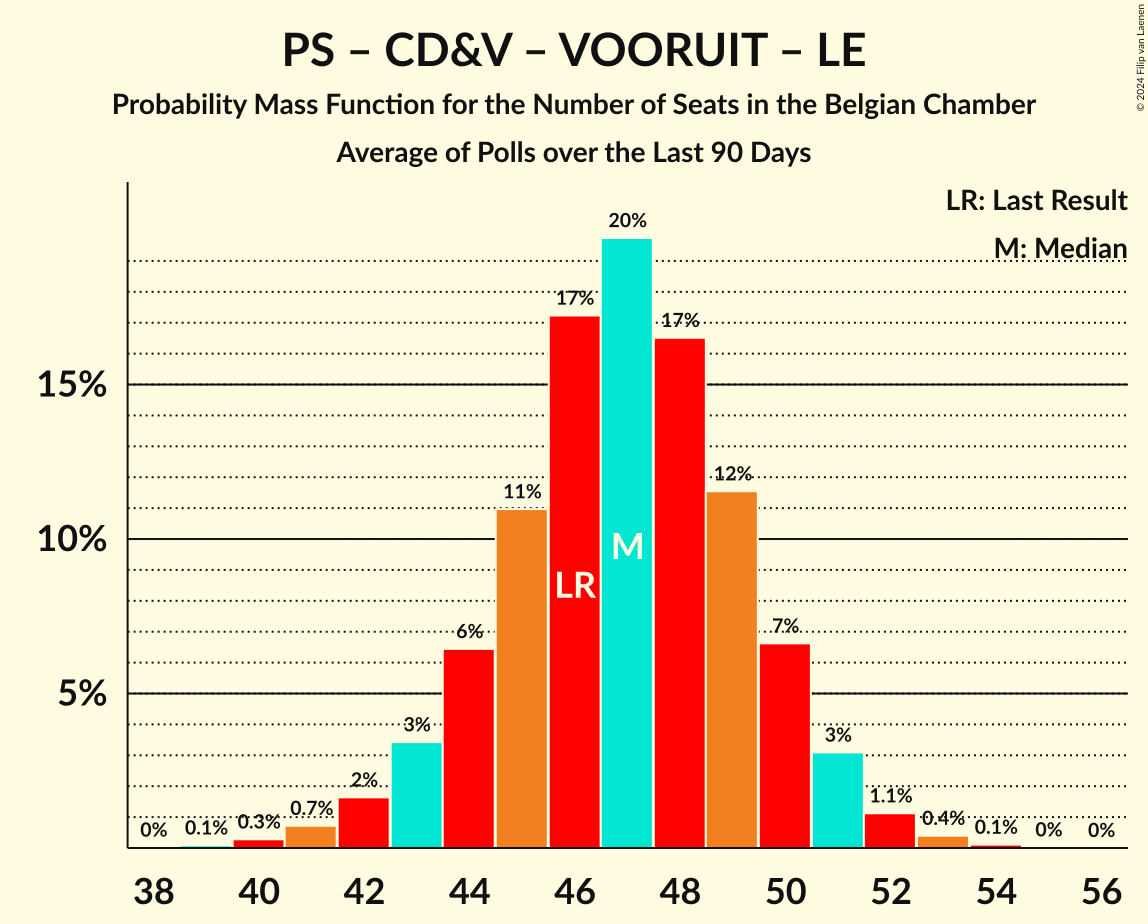 PS – CD&V – VOORUIT – LE
Probability Mass Function for the Number of Seats in the Belgian Chamber
Average of Polls over the Last 90 Days
© 2024 Filip van Laenen
LR: Last Result
M: Median
15%
10%
5%
0%
0.1%
0.3%
0.7%
2%
3%
6%
11%
17%
20%
17%
12%
7%
3%
1.1%
0.4%
0.1%
0%
0%
LR
M
38 40 42 44 46 48 50 52 54 56